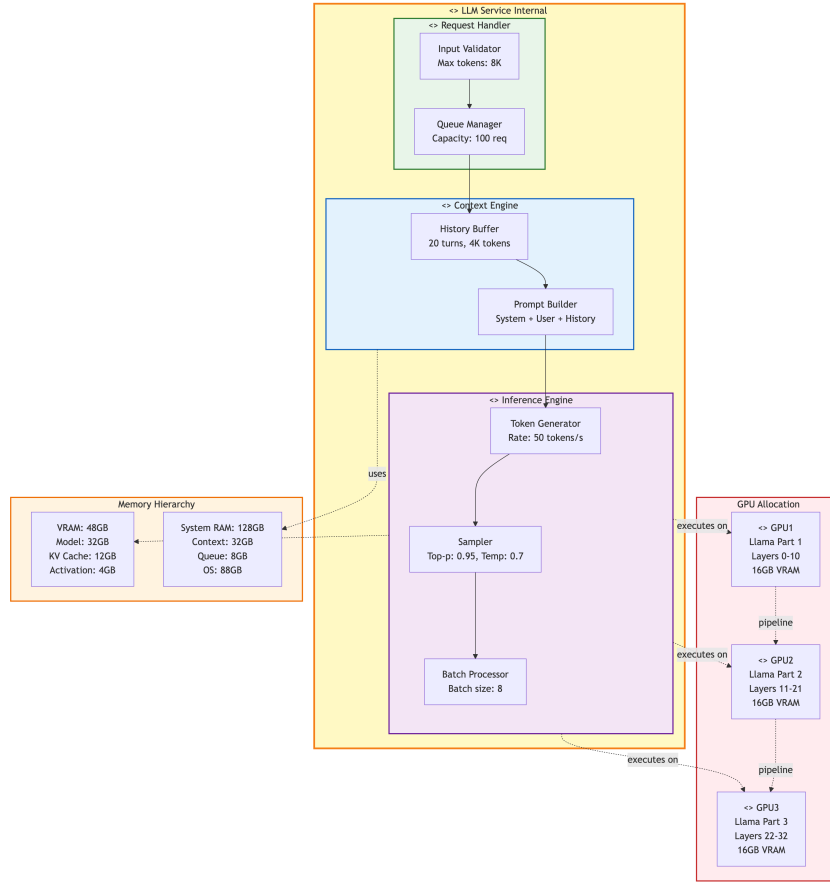 <> LLM Service Internal
<> Request Handler
Input Validator
Max tokens: 8K
Queue Manager
Capacity: 100 req
<> Context Engine
History Buffer
20 turns, 4K tokens
Prompt Builder
System + User + History
<> Inference Engine
Token Generator
Rate: 50 tokens/s
Sampler
Top-p: 0.95, Temp: 0.7
Batch Processor
Batch size: 8
uses
Memory Hierarchy
VRAM: 48GB
Model: 32GB
KV Cache: 12GB
Activation: 4GB
System RAM: 128GB
Context: 32GB
Queue: 8GB
OS: 88GB
executes on
executes on
executes on
GPU Allocation
<> GPU1
Llama Part 1
Layers 0-10
16GB VRAM
pipeline
<> GPU2
Llama Part 2
Layers 11-21
16GB VRAM
pipeline
<> GPU3
Llama Part 3
Layers 22-32
16GB VRAM